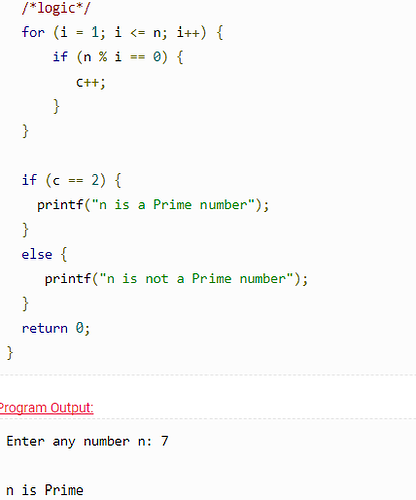 /*logic*/
for (i = 1; i <= n; i++) {
if (n % i == 0) {
c++;
}
}
if (c == 2) {
printf("n is a Prime number");
}
else {
printf("n is not a Prime number");
}
return 0;
}
Program Output:
Enter any number n: 7
n is Prime